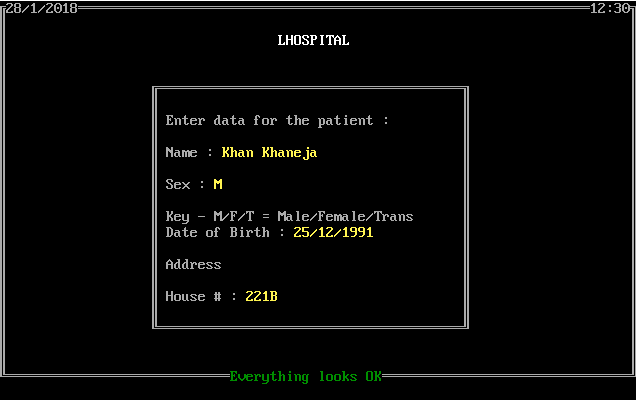 28/1/2018 12:30
LHOSPITAL
Enter data for the patient :
Name : Khan Khaneja
Sex : M
Key - M/F/T = Male/Female/Trans
Date of Birth : 25/12/1991
Address
House # : 221B
Everything looks OK